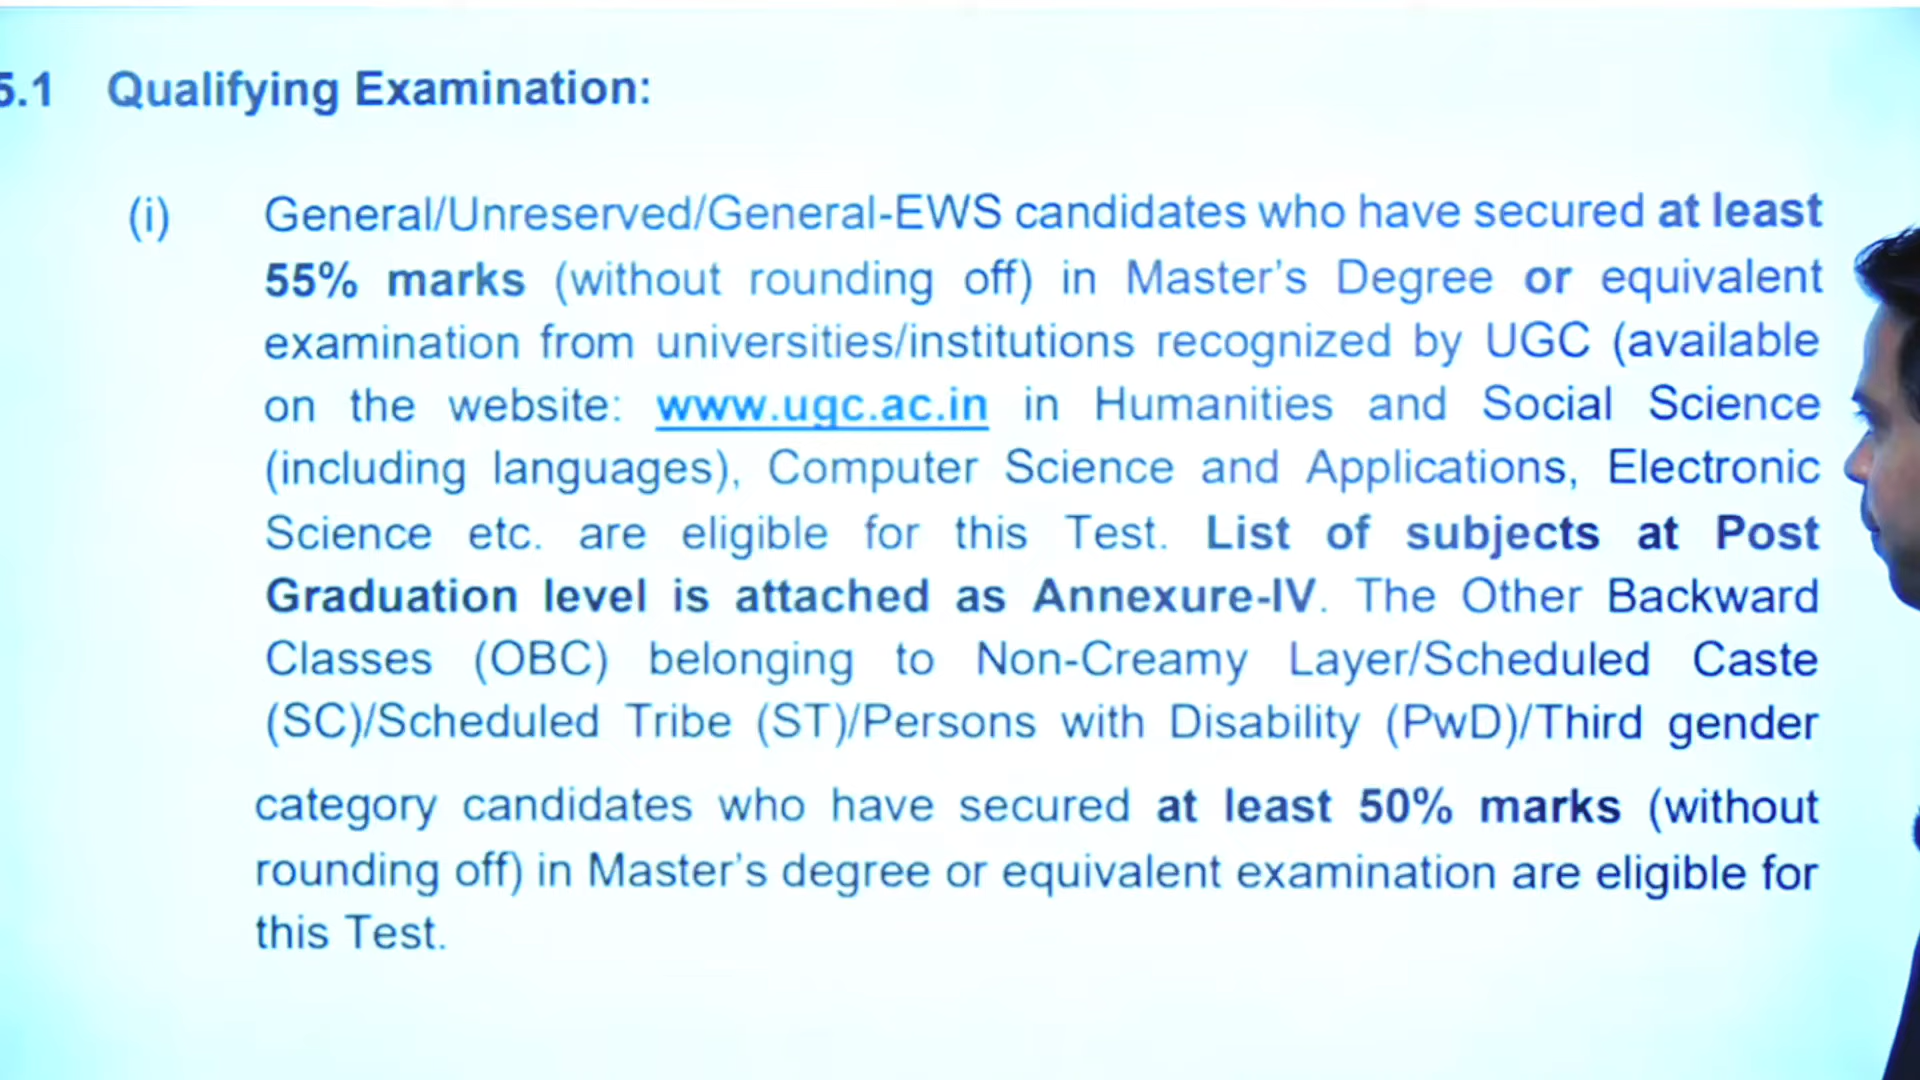 5.1 Qualifying Examination:
(i) General/Unreserved/General-EWS candidates who have secured at least
55% marks (without rounding off) in Master's Degree or equivalent
examination from universities/institutions recognized by UGC (available
on the website: www.ugc.ac.in in Humanities and Social Science
(including languages), Computer Science and Applications, Electronic
Science etc. are eligible for this Test. List of subjects at Post
Graduation level is attached as Annexure-IV. The Other Backward
Classes (OBC) belonging to Non-Creamy Layer/Scheduled Caste
(SC)/Scheduled Tribe (ST)/Persons with Disability (PwD)/Third gender
category candidates who have secured at least 50% marks (without
rounding off) in Master's degree or equivalent examination are eligible for
this Test.